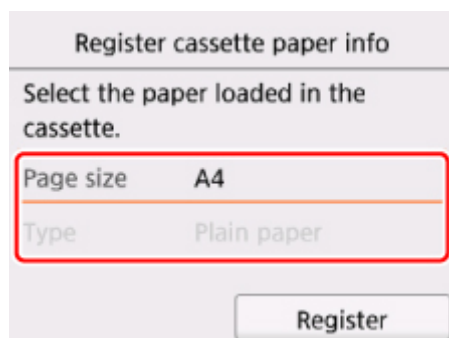 Register cassette paper info
Select the paper loaded in the
cassette.
Page size A4
Type Plain paper
Register